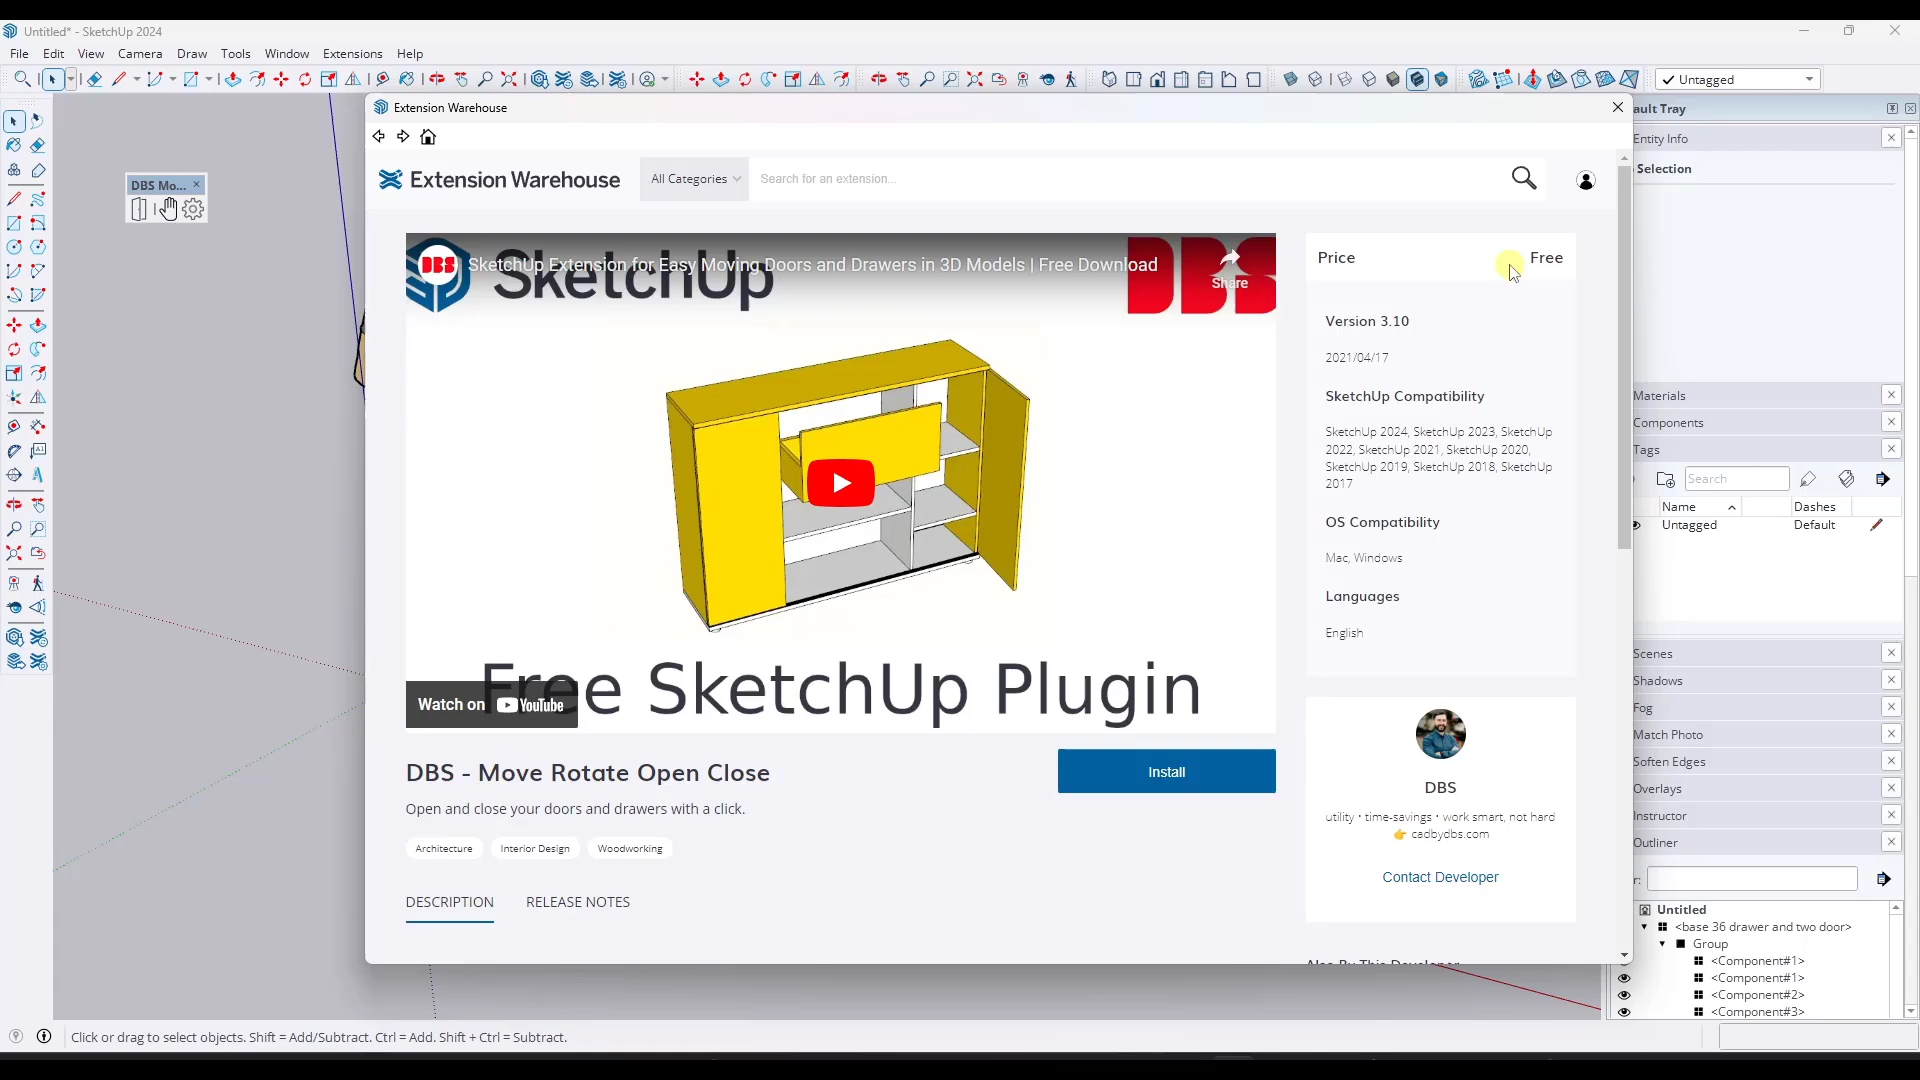 Untitled* - SketchUp 2024
File Edit View Camera Draw Tools Window Extensions Help
Untagged
Extension Warehouse
ault Tray
Entity Info
Selection
Extension Warehouse
All Categories
Search for an extension...
DBS Mo...
SketchUp
DBS
DBS
SketchUp Extension for Easy Moving Doors and Drawers in 3D Models | Free Download
Share
Free SketchUp Plugin
Watch on YouTube
Price Free
Version 3.10
2021/04/17
SketchUp Compatibility
SketchUp 2024, SketchUp 2023, SketchUp
2022, SketchUp 2021, SketchUp 2020,
SketchUp 2019, SketchUp 2018, SketchUp
2017
OS Compatibility
Mac, Windows
Languages
English
DBS
utility • time-savings • work smart, not hard
👉 cadbydbs.com
Contact Developer
DBS - Move Rotate Open Close
Install
Open and close your doors and drawers with a click.
Architecture Interior Design Woodworking
DESCRIPTION RELEASE NOTES
Also By This Developer
Materials
Components
Tags
Search
Name Dashes
Untagged Default
Scenes
Shadows
Fog
Match Photo
Soften Edges
Overlays
Instructor
Outliner
r:
Untitled
<base 36 drawer and two door>
Group
<Component#1>
<Component#1>
<Component#2>
<Component#3>
Click or drag to select objects. Shift = Add/Subtract. Ctrl = Add. Shift + Ctrl = Subtract.